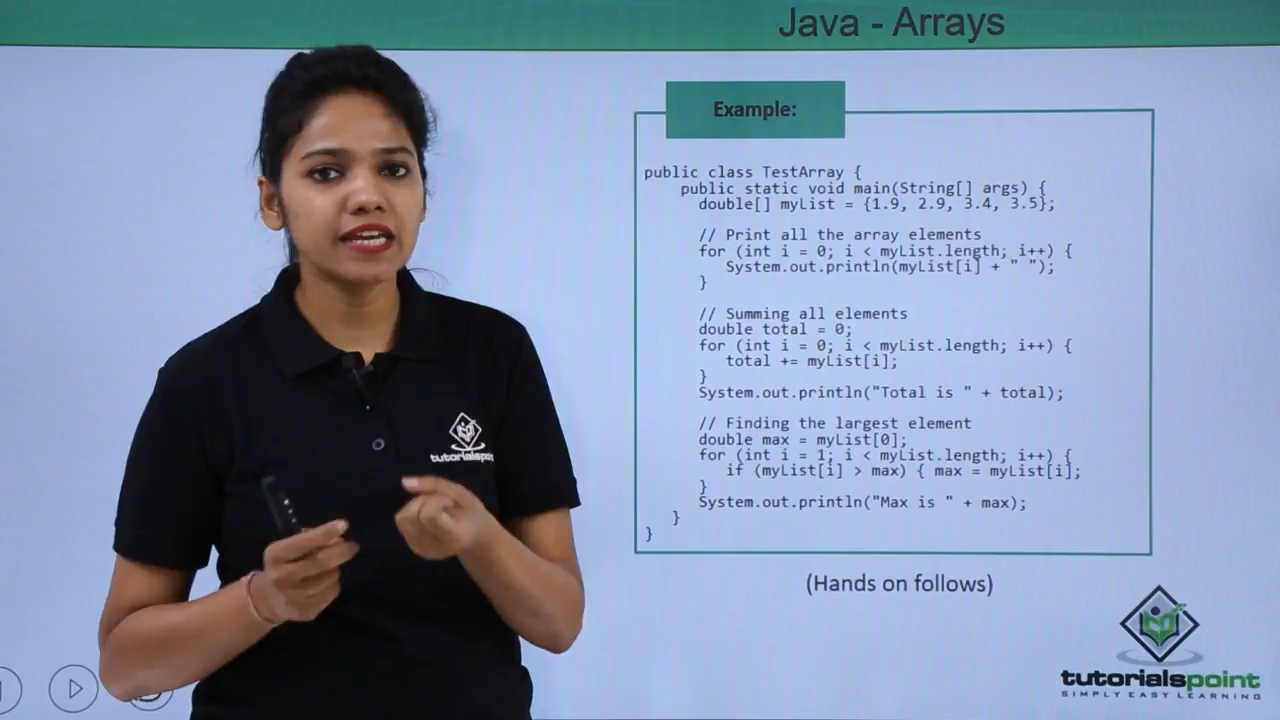 Java - Arrays
Example:
public class TestArray {
public static void main(String[] args) {
double[] myList = {1.9, 2.9, 3.4, 3.5};
// Print all the array elements
for (int i = 0; i < myList.length; i++) {
System.out.println(myList[i] + " ");
}
// Summing all elements
double total = 0;
for (int i = 0; i < myList.length; i++) {
total += myList[i];
}
System.out.println("Total is " + total);
// Finding the largest element
double max = myList[0];
for (int i = 1; i < myList.length; i++) {
if (myList[i] > max) { max = myList[i];
}
System.out.println("Max is " + max);
}
}
(Hands on follows)
tutorialspoint
SIMPLY EASY LEARNING
tutorialspoint